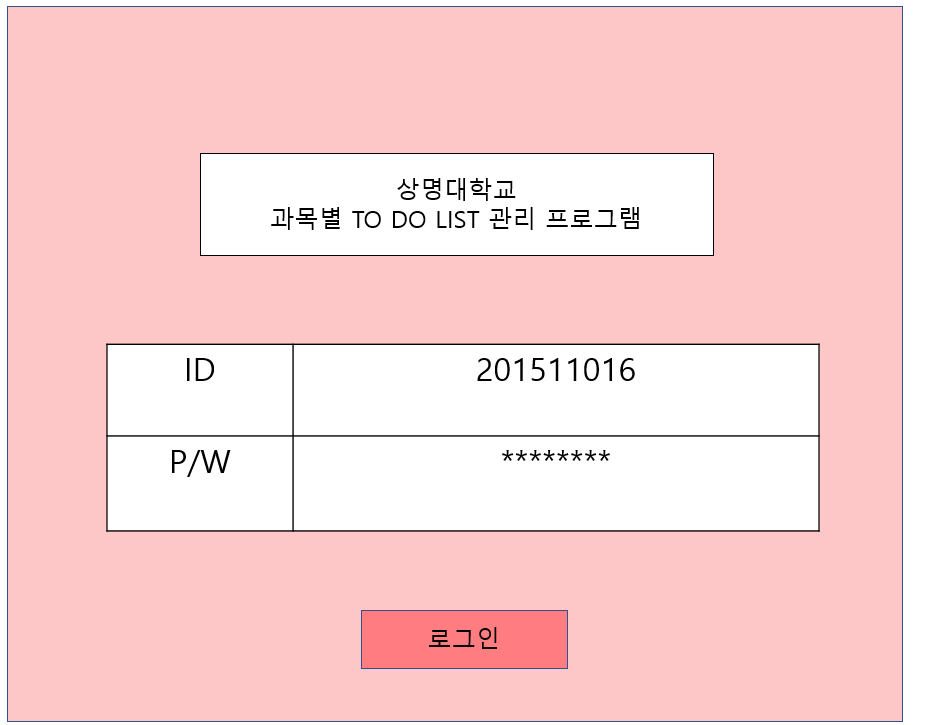 상명대학교
과목별 TO DO LIST 관리 프로그램
ID 201511016
P/W ********
로그인